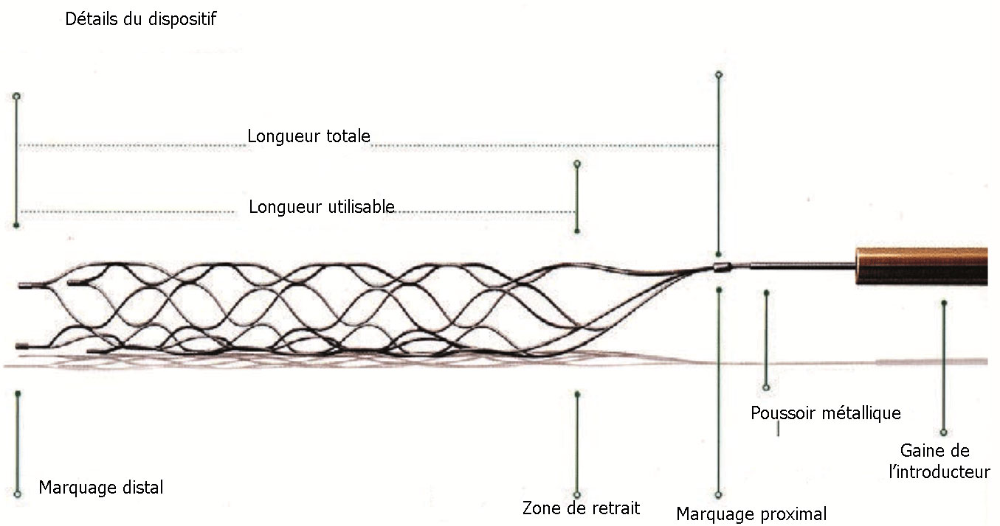 Détails du dispositif
Longueur totale
Longueur utilisable
Poussoir métallique
Gaine de
l'introducteur
Marquage distal
Zone de retrait
Marquage proximal